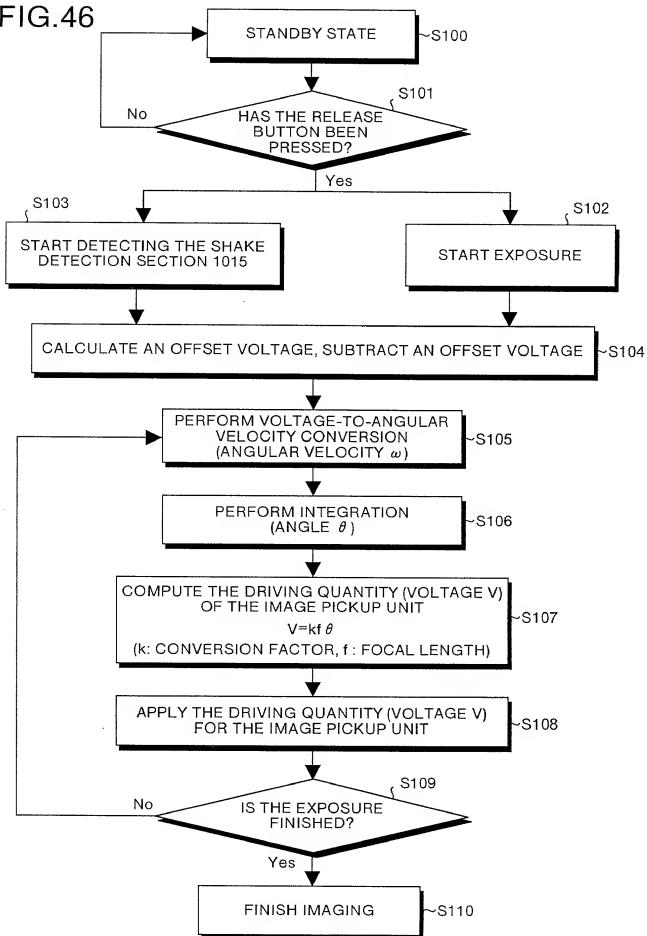 FIG.46
STANDBY STATE
S100
S101
HAS THE RELEASE
BUTTON BEEN
PRESSED?
No
Yes
S103
START DETECTING THE SHAKE
DETECTION SECTION 1015
S102
START EXPOSURE
CALCULATE AN OFFSET VOLTAGE, SUBTRACT AN OFFSET VOLTAGE
S104
PERFORM VOLTAGE-TO-ANGULAR
VELOCITY CONVERSION
(ANGULAR VELOCITY ω)
S105
PERFORM INTEGRATION
(ANGLE θ)
S106
COMPUTE THE DRIVING QUANTITY (VOLTAGE V)
OF THE IMAGE PICKUP UNIT
V=kfθ
(k: CONVERSION FACTOR, f : FOCAL LENGTH)
S107
APPLY THE DRIVING QUANTITY (VOLTAGE V)
FOR THE IMAGE PICKUP UNIT
S108
S109
IS THE EXPOSURE
FINISHED?
No
Yes
FINISH IMAGING
S110